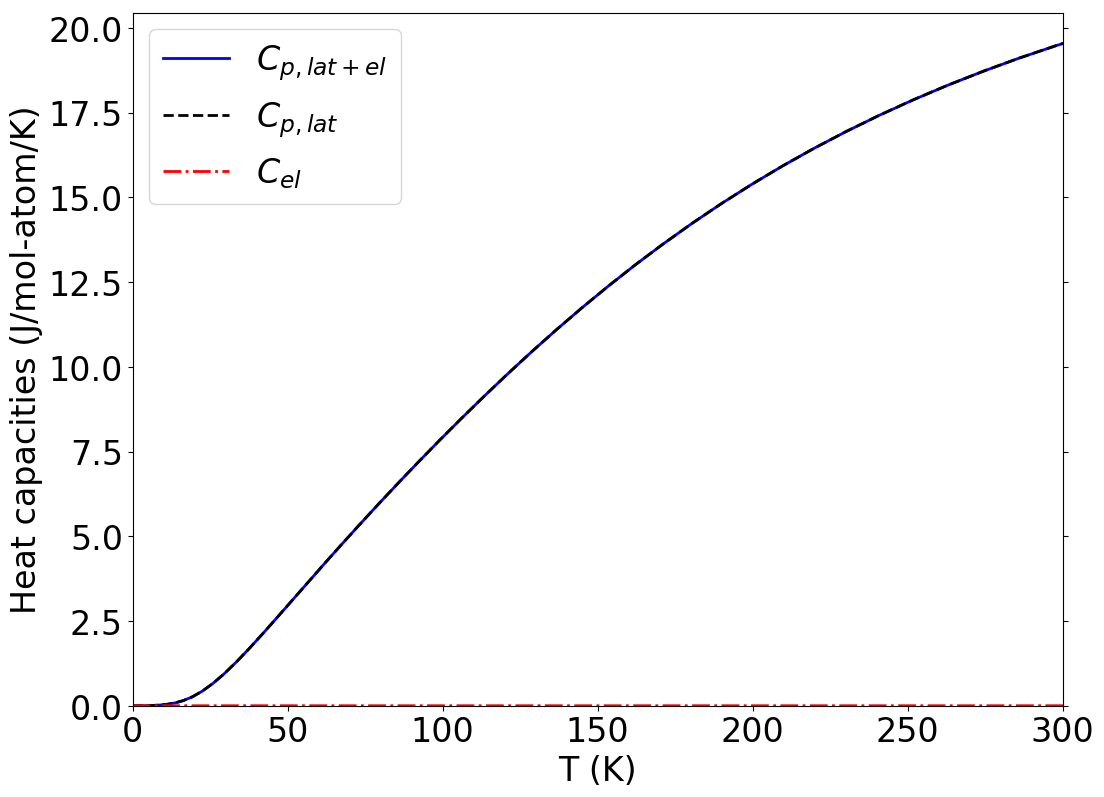 Heat capacities (J/mol-atom/K)
20.0
17.5
15.0
12.5
10.0
7.5
5.0
2.5
0.0
C_{p, lat+el}
C_{p, lat}
C_{el}
0 50 100 150 200 250 300
T (K)